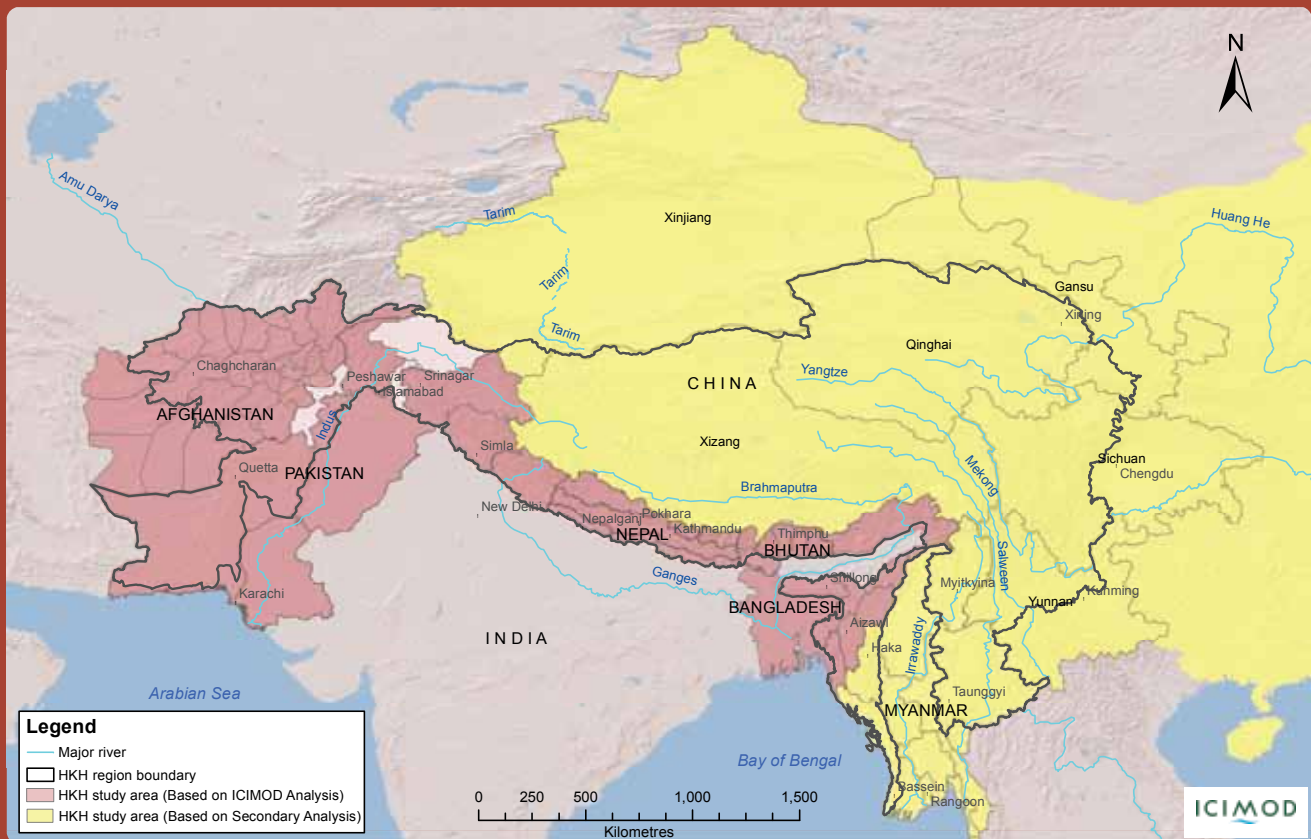 N
Amu Darya
Tarim
Xinjiang
Huang He
Tarim
Gansu
Xining
Tarim
Qinghai
Chaghcharan
Peshawar
Srinagar
Islamabad
CHINA
Yangtze
AFGHANISTAN
Indus
Xizang
Simla
Mekong
Sichuan
Chengdu
Quetta
PAKISTAN
Brahmaputra
New Delhi
Nepalganj
Pokhara
Kathmandu
NEPAL
Thimphu
BHUTAN
Salween
Ganges
Shillong
Myitkyina
Karachi
BANGLADESH
Yunnan
Kunming
INDIA
Aizawl
Haka
Irrawaddy
Arabian Sea
Taunggyi
MYANMAR
Bay of Bengal
Bassein
Rangoon
Legend
Major river
HKH region boundary
HKH study area (Based on ICIMOD Analysis)
HKH study area (Based on Secondary Analysis)
0 250 500 1,000 1,500
Kilometres
ICIMOD